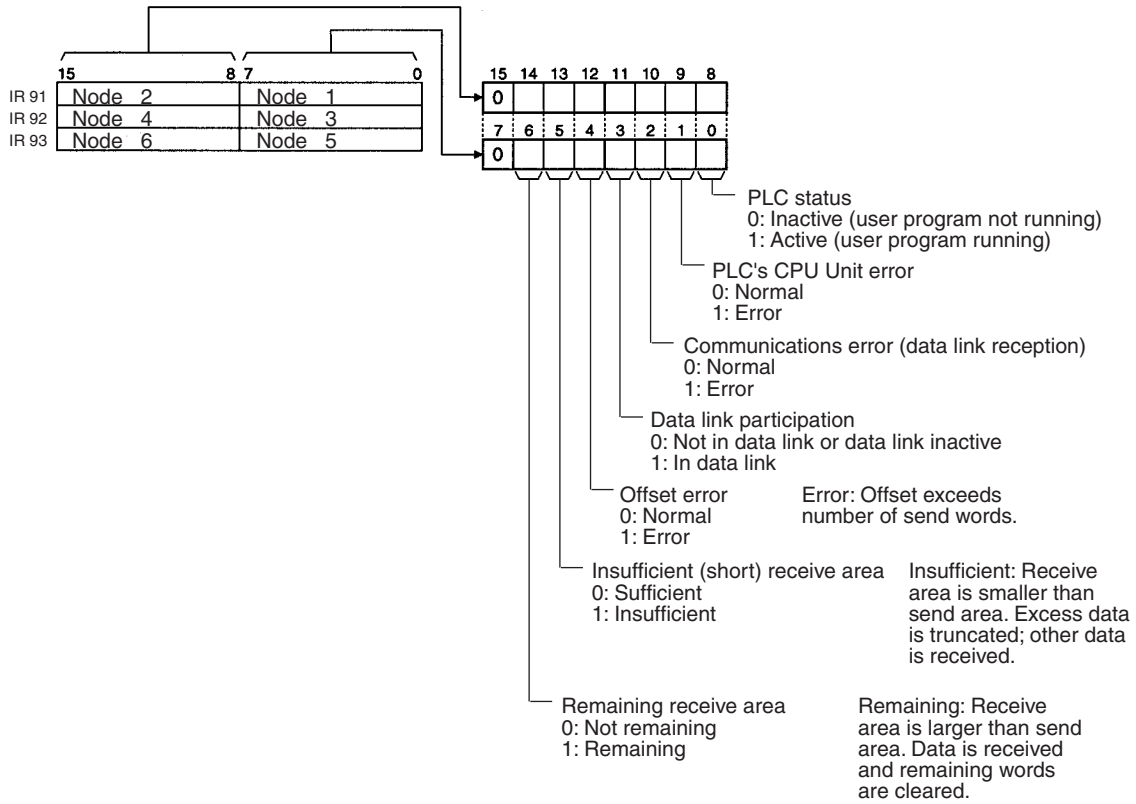 15 8 7 0
IR 91 Node 2 Node 1
IR 92 Node 4 Node 3
IR 93 Node 6 Node 5
15 14 13 12 11 10 9 8
0
7 6 5 4 3 2 1 0
0
PLC status
0: Inactive (user program not running)
1: Active (user program running)
PLC's CPU Unit error
0: Normal
1: Error
Communications error (data link reception)
0: Normal
1: Error
Data link participation
0: Not in data link or data link inactive
1: In data link
Offset error
0: Normal
1: Error
Error: Offset exceeds
number of send words.
Insufficient (short) receive area
0: Sufficient
1: Insufficient
Insufficient: Receive
area is smaller than
send area. Excess data
is truncated; other data
is received.
Remaining receive area
0: Not remaining
1: Remaining
Remaining: Receive
area is larger than send
area. Data is received
and remaining words
are cleared.